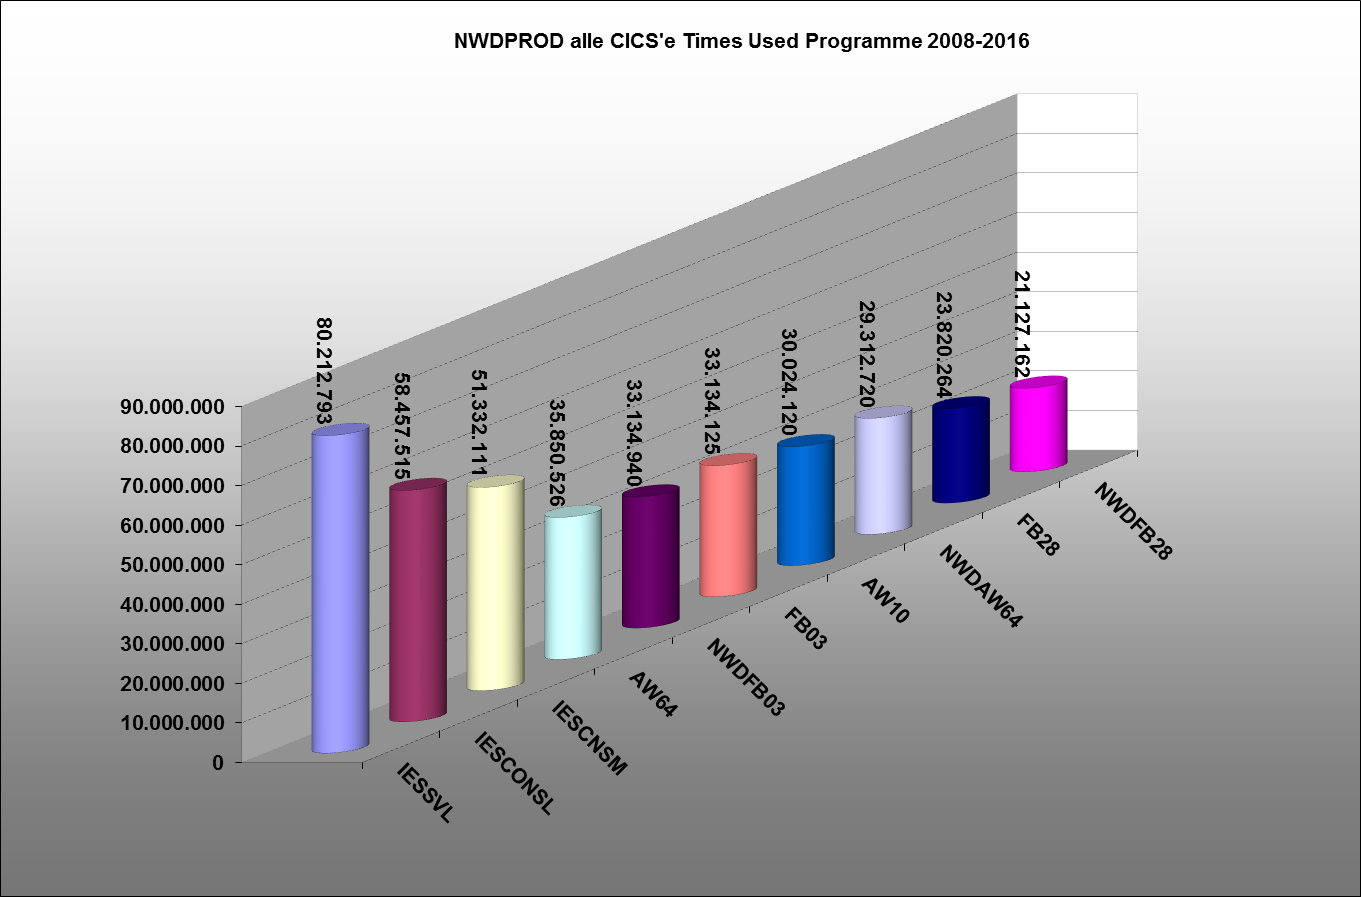 NWDPROD alle CICS'e Times Used Programme 2008-2016
90.000.000
80.000.000
70.000.000
60.000.000
50.000.000
40.000.000
30.000.000
20.000.000
10.000.000
0
80.212.793
58.457.515
51.332.111
35.850.526
33.134.940
33.134.125
30.024.120
29.312.720
23.820.264
21.127.162
IESSVL
IESCONSL
IESCNSM
AW64
NWDFB03
FB03
AW10
NWDAW64
FB28
NWDFB28